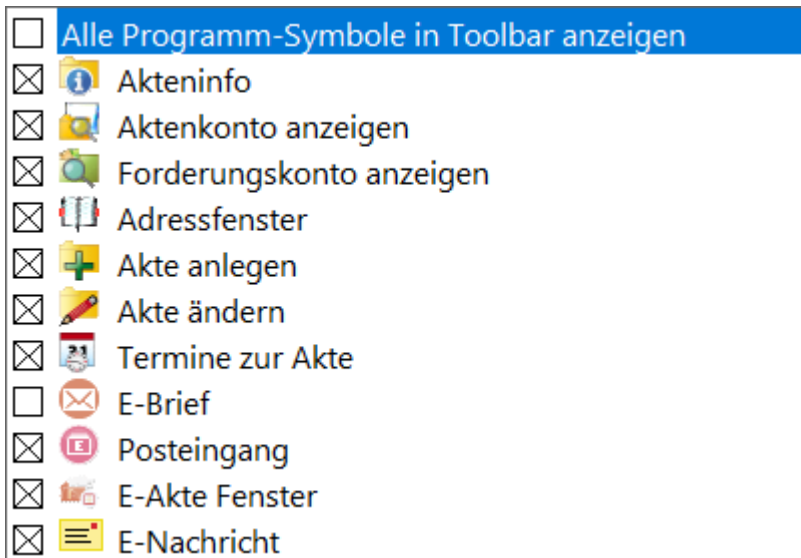 Alle Programm-Symbole in Toolbar anzeigen
Akteninfo
Aktenkonto anzeigen
Forderungskonto anzeigen
Adressfenster
Akte anlegen
Akte ändern
Termine zur Akte
E-Brief
E Posteingang
E-Akte Fenster
E-Nachricht